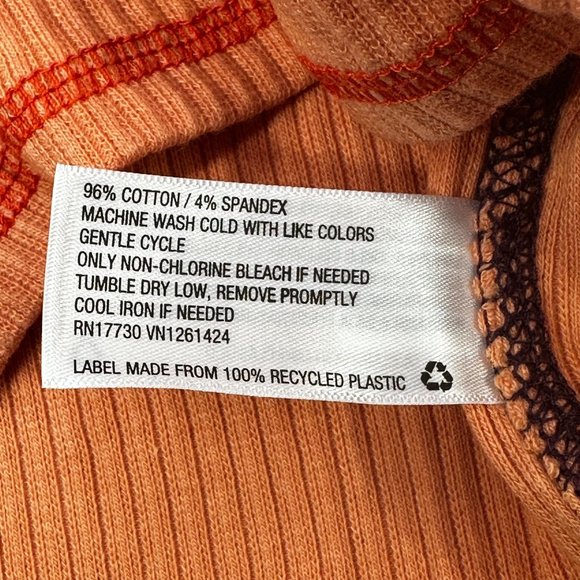 96% COTTON / 4% SPANDEX
MACHINE WASH COLD WITH LIKE COLORS
GENTLE CYCLE
ONLY NON-CHLORINE BLEACH IF NEEDED
TUMBLE DRY LOW, REMOVE PROMPTLY
COOL IRON IF NEEDED
RN17730 VN1261424
LABEL MADE FROM 100% RECYCLED PLASTIC